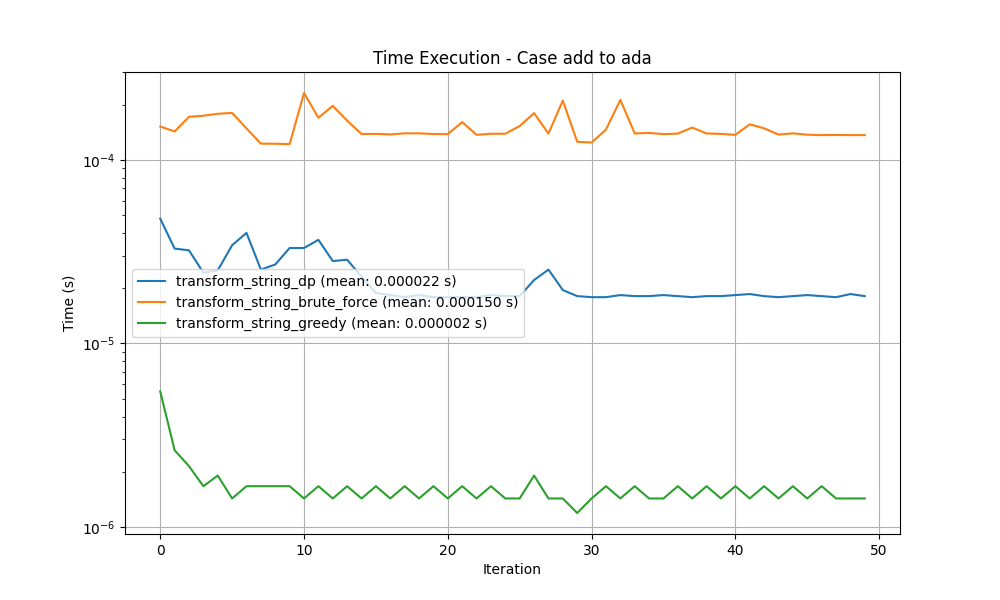 Time Execution - Case add to ada
Time (s)
10⁻⁴
10⁻⁵
10⁻⁶
transform_string_dp (mean: 0.000022 s)
transform_string_brute_force (mean: 0.000150 s)
transform_string_greedy (mean: 0.000002 s)
0 10 20 30 40 50
Iteration